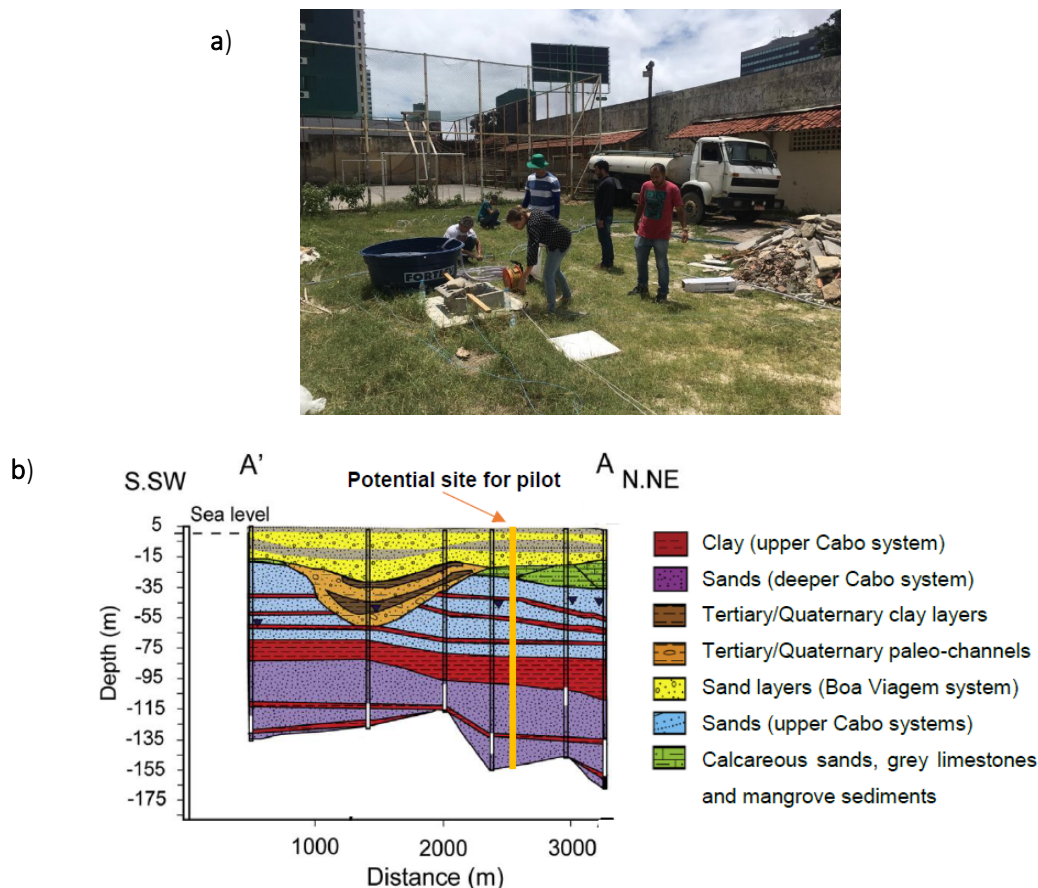 a)
FORTLEV
b)
S.SW
A'
Potential site for pilot
A
N.NE
Sea level
5
-15
-35
-55
-75
-95
-115
-135
-155
-175
Depth (m)
1000
2000
3000
Distance (m)
Clay (upper Cabo system)
Sands (deeper Cabo system)
Tertiary/Quaternary clay layers
Tertiary/Quaternary paleo-channels
Sand layers (Boa Viagem system)
Sands (upper Cabo systems)
Calcareous sands, grey limestones
and mangrove sediments